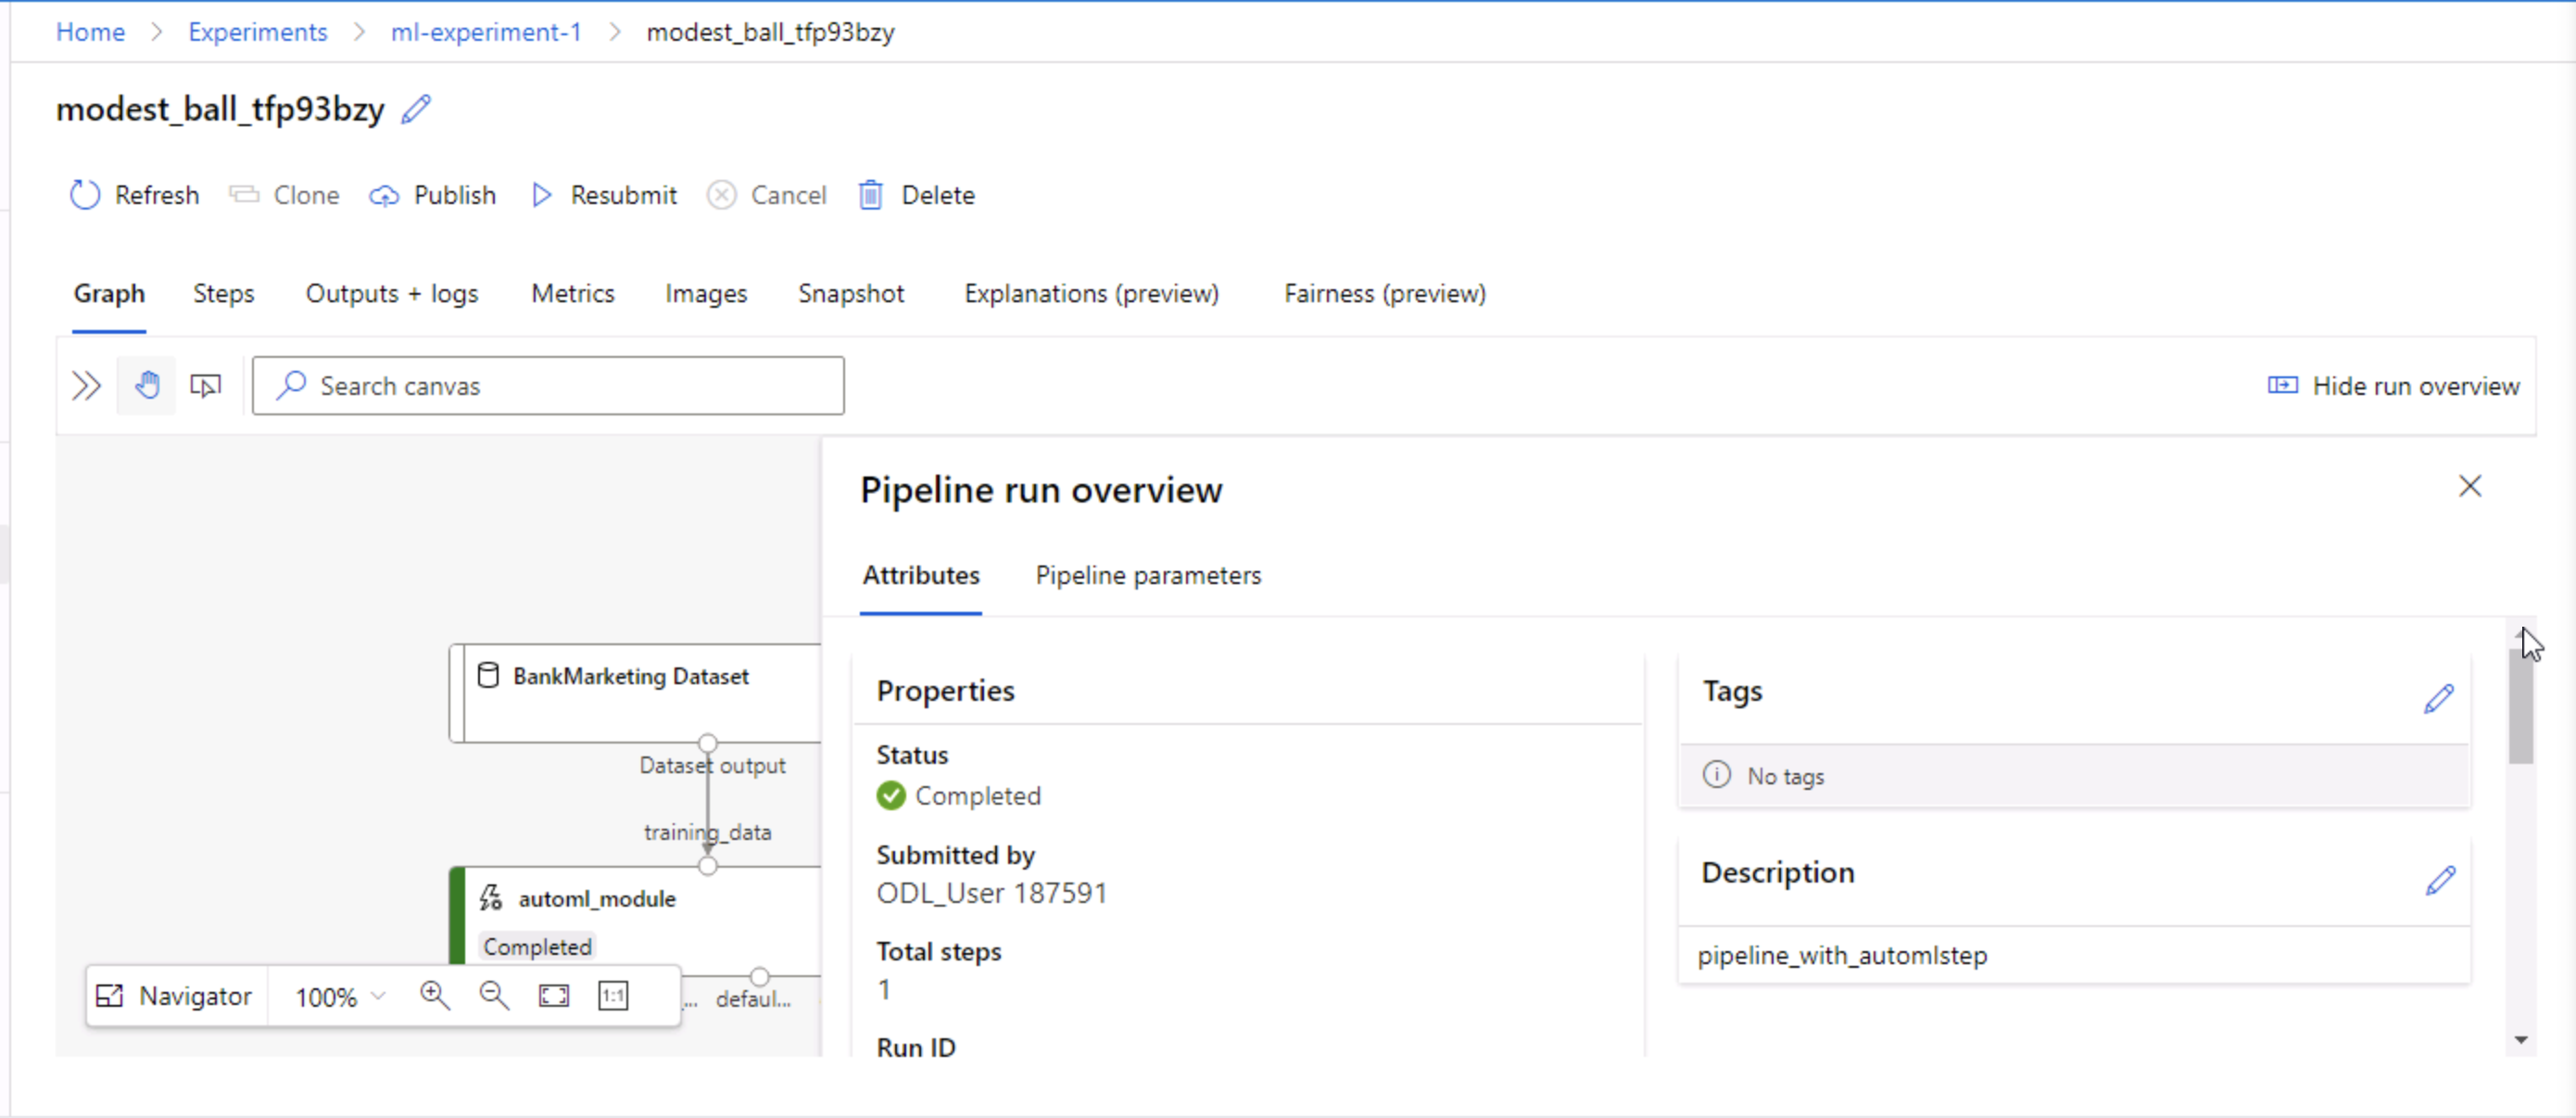 Home > Experiments > ml-experiment-1 > modest_ball_tfp93bzy
modest_ball_tfp93bzy
Refresh Clone Publish Resubmit Cancel Delete
Graph Steps Outputs + logs Metrics Images Snapshot Explanations (preview) Fairness (preview)
Search canvas Hide run overview
BankMarketing Dataset
Dataset output
training_data
automl_module
Completed
... defaul...
Navigator 100% 1:1
Pipeline run overview
Attributes Pipeline parameters
Properties
Status
Completed
Submitted by
ODL_User 187591
Total steps
1
Run ID
Tags
No tags
Description
pipeline_with_automlstep